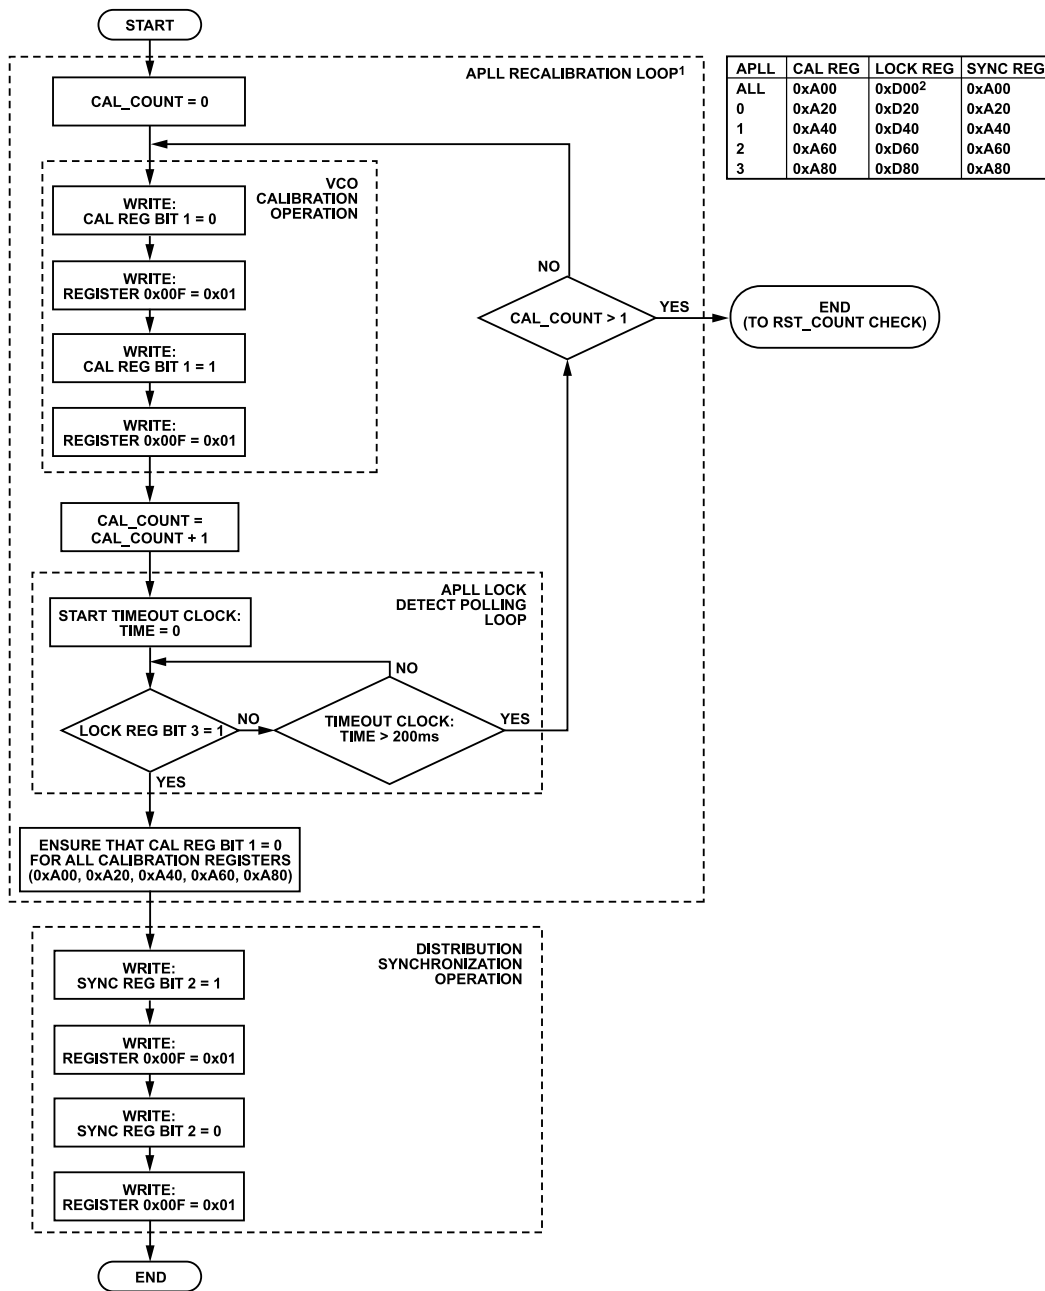 START
APLL RECALIBRATION LOOP1
CAL_COUNT = 0
VCO
CALIBRATION
OPERATION
WRITE:
CAL REG BIT 1 = 0
WRITE:
REGISTER 0x00F = 0x01
WRITE:
CAL REG BIT 1 = 1
WRITE:
REGISTER 0x00F = 0x01
CAL_COUNT =
CAL_COUNT + 1
APLL LOCK
DETECT POLLING
LOOP
START TIMEOUT CLOCK:
TIME = 0
NO
LOCK REG BIT 3 = 1
NO
TIMEOUT CLOCK:
TIME > 200ms
YES
YES
NO
CAL_COUNT > 1
YES
END
(TO RST_COUNT CHECK)
ENSURE THAT CAL REG BIT 1 = 0
FOR ALL CALIBRATION REGISTERS
(0xA00, 0xA20, 0xA40, 0xA60, 0xA80)
DISTRIBUTION
SYNCHRONIZATION
OPERATION
WRITE:
SYNC REG BIT 2 = 1
WRITE:
REGISTER 0x00F = 0x01
WRITE:
SYNC REG BIT 2 = 0
WRITE:
REGISTER 0x00F = 0x01
END
APLL CAL REG LOCK REG SYNC REG
ALL 0xA00 0xD002 0xA00
0 0xA20 0xD20 0xA20
1 0xA40 0xD40 0xA40
2 0xA60 0xD60 0xA60
3 0xA80 0xD80 0xA80